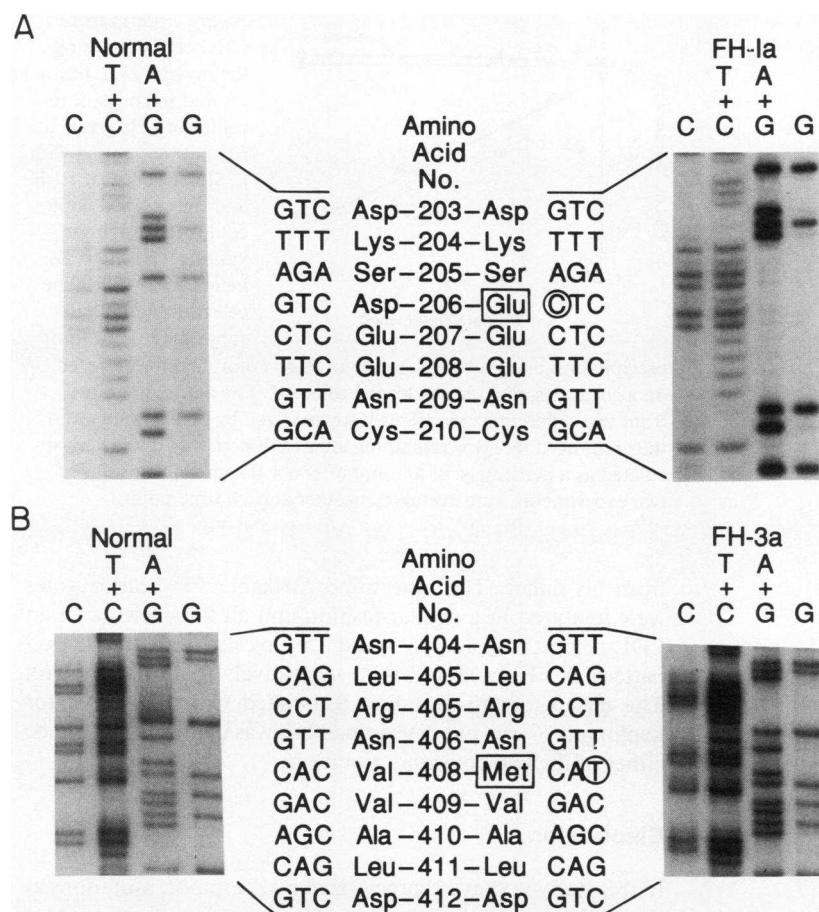 A
Normal
FH-Ia
C T+C A+G G
Amino Acid No.
C T+C A+G G
GTC Asp–203–Asp GTC
TTT Lys–204–Lys TTT
AGA Ser–205–Ser AGA
GTC Asp–206–Glu CTC
CTC Glu–207–Glu CTC
TTC Glu–208–Glu TTC
GTT Asn–209–Asn GTT
GCA Cys–210–Cys GCA
B
Normal
FH-3a
C T+C A+G G
Amino Acid No.
C T+C A+G G
GTT Asn–404–Asn GTT
CAG Leu–405–Leu CAG
CCT Arg–405–Arg CCT
GTT Asn–406–Asn GTT
CAC Val–408–Met CAT
GAC Val–409–Val GAC
AGC Ala–410–Ala AGC
CAG Leu–411–Leu CAG
GTC Asp–412–Asp GTC